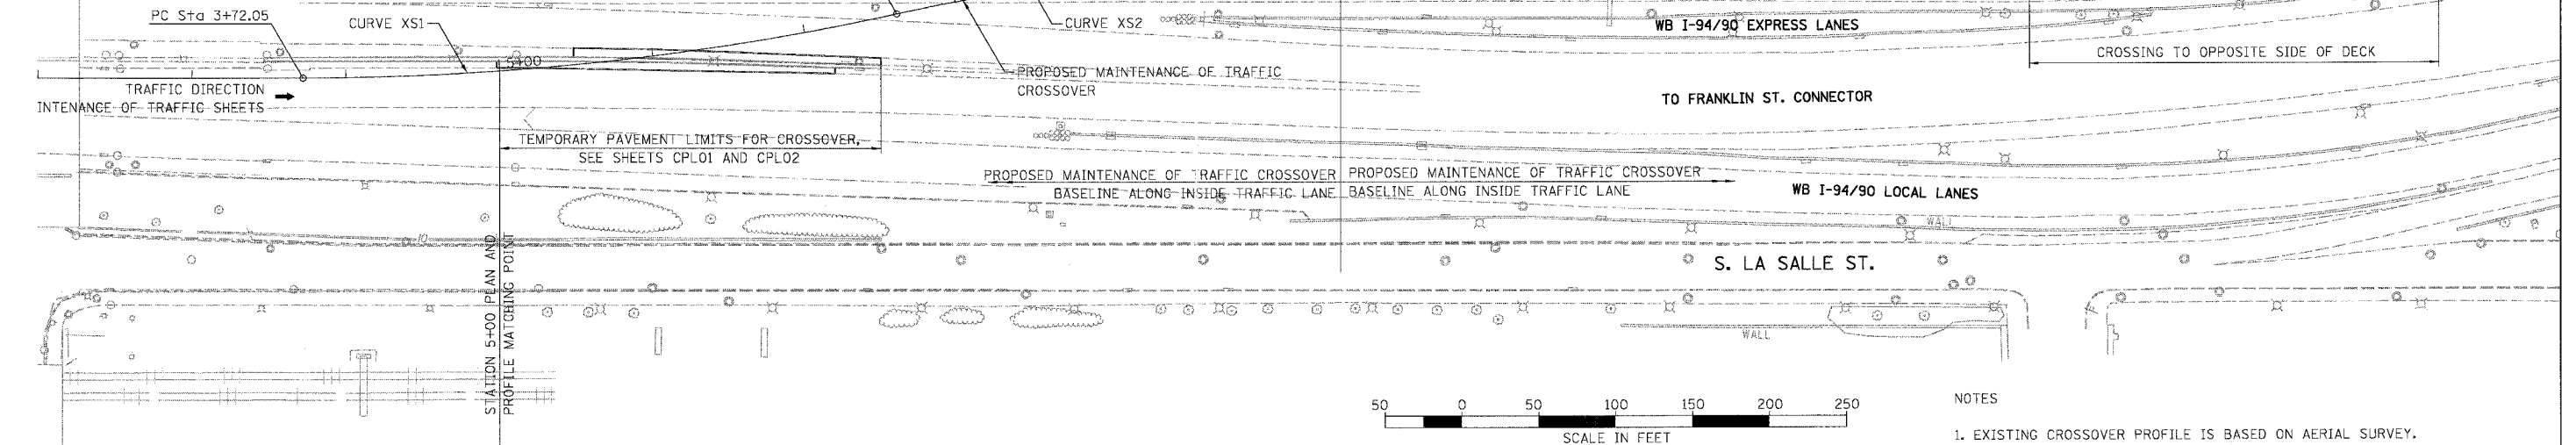 PC Sta 3+72.05
CURVE XS1
CURVE XS2
WB I-94/90 EXPRESS LANES
CROSSING TO OPPOSITE SIDE OF DECK
5+00
PROPOSED MAINTENANCE OF TRAFFIC
CROSSOVER
TRAFFIC DIRECTION
INTENANCE OF TRAFFIC SHEETS
TO FRANKLIN ST. CONNECTOR
TEMPORARY PAVEMENT LIMITS FOR CROSSOVER,
SEE SHEETS CPL01 AND CPL02
PROPOSED MAINTENANCE OF TRAFFIC CROSSOVER
BASELINE ALONG INSIDE TRAFFIC LANE
PROPOSED MAINTENANCE OF TRAFFIC CROSSOVER
BASELINE ALONG INSIDE TRAFFIC LANE
WB I-94/90 LOCAL LANES
WALL
10
S. LA SALLE ST.
STATION 5+00 PLAN AND
PROFILE MATCHING POINT
WALL
50 0 50 100 150 200 250
SCALE IN FEET
NOTES
1. EXISTING CROSSOVER PROFILE IS BASED ON AERIAL SURVEY.